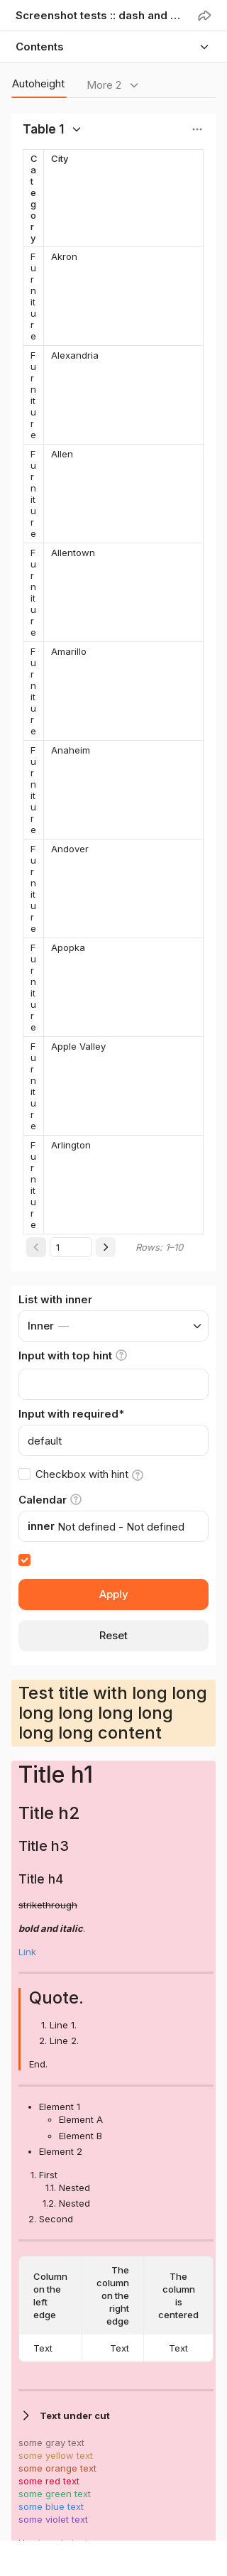 Screenshot tests :: dash and ...
Contents
Autoheight
More 2
Table 1
Category
City
Furniture
Akron
Furniture
Alexandria
Furniture
Allen
Furniture
Allentown
Furniture
Amarillo
Furniture
Anaheim
Furniture
Andover
Furniture
Apopka
Furniture
Apple Valley
Furniture
Arlington
1
Rows: 1–10
List with inner
Inner —
Input with top hint
Input with required*
default
Checkbox with hint
Calendar
inner Not defined - Not defined
Apply
Reset
Test title with long long
long long long long
long long content
Title h1
Title h2
Title h3
Title h4
strikethrough
bold and italic.
Link
Quote.
1. Line 1.
2. Line 2.
End.
• Element 1
◦ Element A
◦ Element B
• Element 2
1. First
1.1. Nested
1.2. Nested
2. Second
Column on the left edge
The column on the right edge
The column is centered
Text
Text
Text
Text under cut
some gray text
some yellow text
some orange text
some red text
some green text
some blue text
some violet text